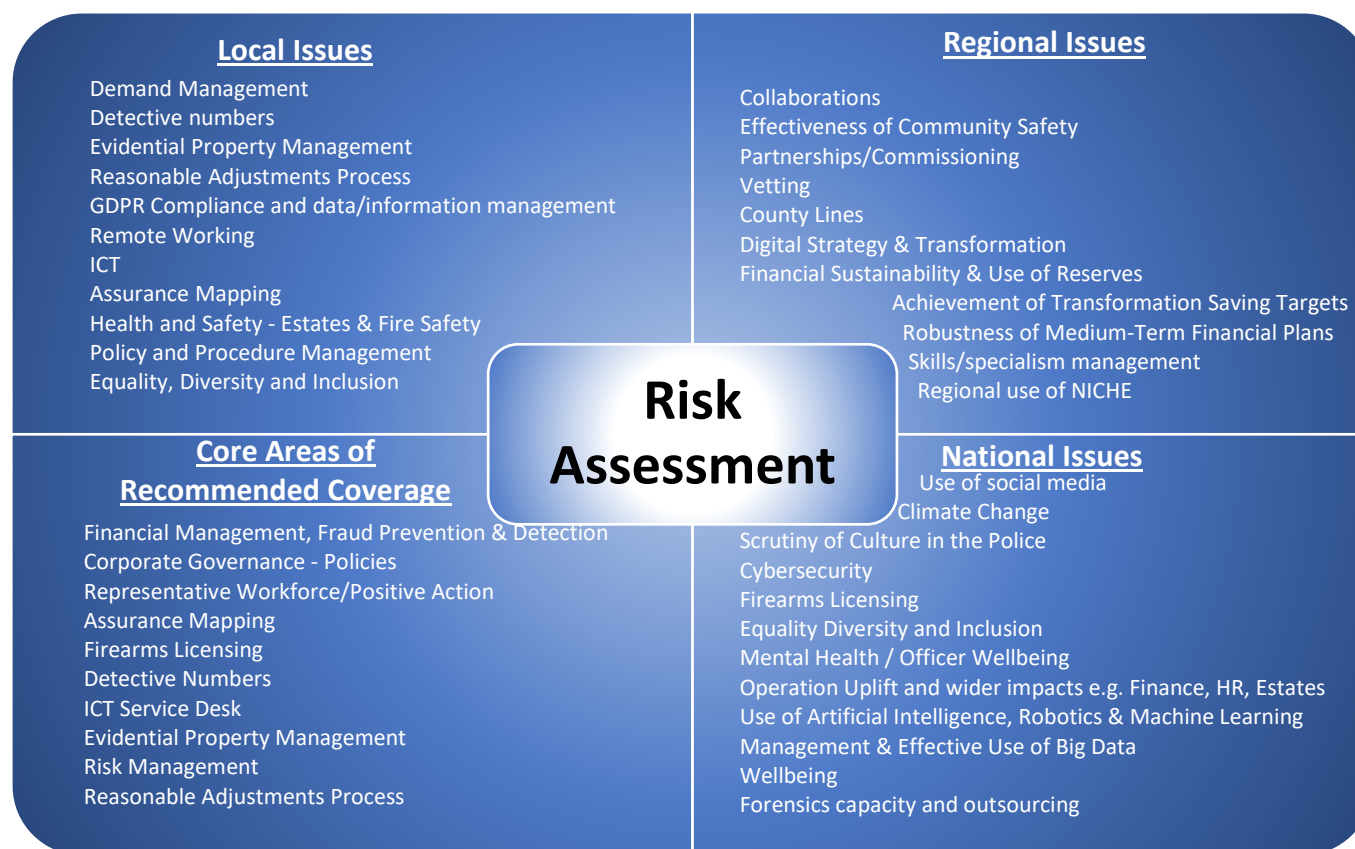 Local Issues
Demand Management
Detective numbers
Evidential Property Management
Reasonable Adjustments Process
GDPR Compliance and data/information management
Remote Working
ICT
Assurance Mapping
Health and Safety - Estates & Fire Safety
Policy and Procedure Management
Equality, Diversity and Inclusion
Regional Issues
Collaborations
Effectiveness of Community Safety
Partnerships/Commissioning
Vetting
County Lines
Digital Strategy & Transformation
Financial Sustainability & Use of Reserves
Achievement of Transformation Saving Targets
Robustness of Medium-Term Financial Plans
Skills/specialism management
Regional use of NICHE
Risk
Assessment
Core Areas of
Recommended Coverage
Financial Management, Fraud Prevention & Detection
Corporate Governance - Policies
Representative Workforce/Positive Action
Assurance Mapping
Firearms Licensing
Detective Numbers
ICT Service Desk
Evidential Property Management
Risk Management
Reasonable Adjustments Process
National Issues
Use of social media
Climate Change
Scrutiny of Culture in the Police
Cybersecurity
Firearms Licensing
Equality Diversity and Inclusion
Mental Health / Officer Wellbeing
Operation Uplift and wider impacts e.g. Finance, HR, Estates
Use of Artificial Intelligence, Robotics & Machine Learning
Management & Effective Use of Big Data
Wellbeing
Forensics capacity and outsourcing